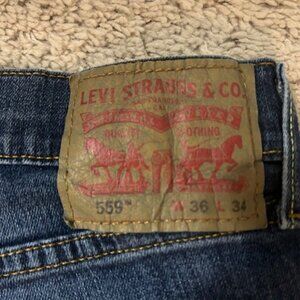 LEVI STRAUSS & CO.
QUALITY CLOTHING
559™ W 36 L 34